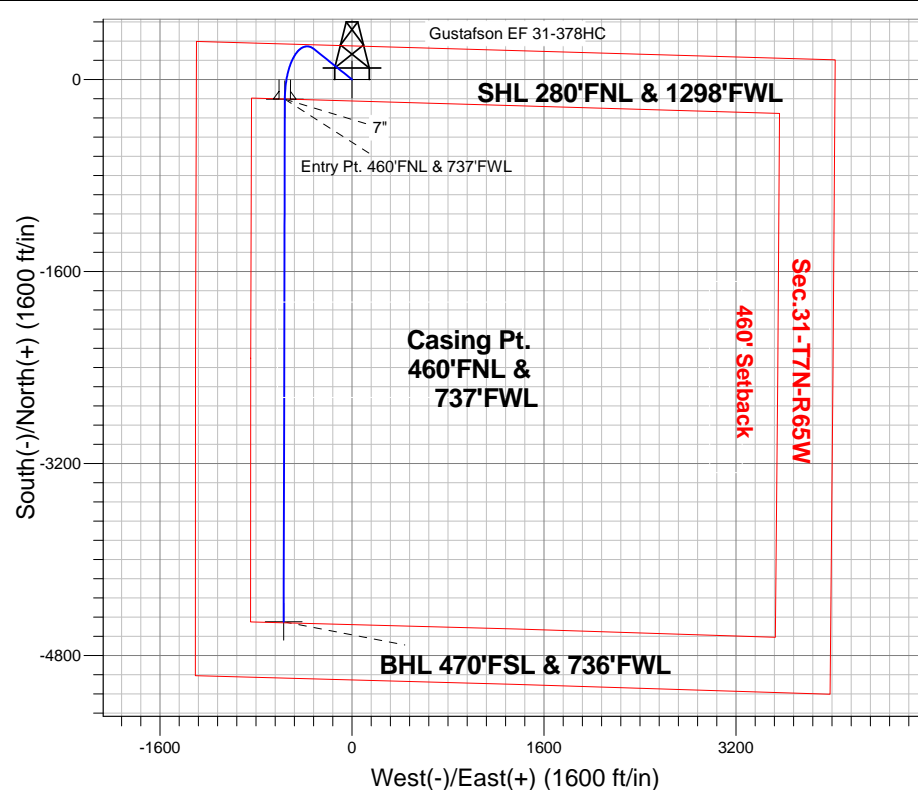 Gustafson EF 31-378HC
SHL 280'FNL & 1298'FWL
7"
Entry Pt. 460'FNL & 737'FWL
Casing Pt.
460'FNL &
737'FWL
460' Setback
Sec.31-T7N-R65W
BHL 470'FSL & 736'FWL
South(-)/North(+) (1600 ft/in)
0
-1600
-3200
-4800
-1600
0
1600
3200
West(-)/East(+) (1600 ft/in)